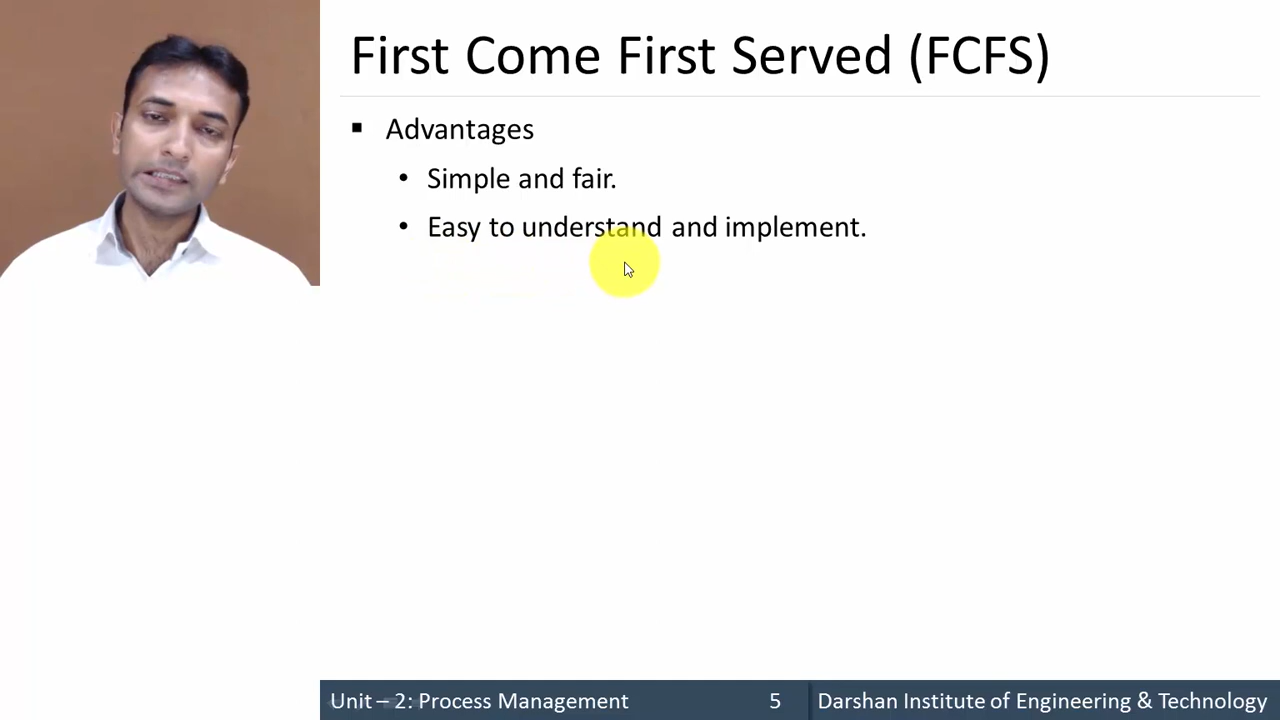 First Come First Served (FCFS)
▪ Advantages
• Simple and fair.
• Easy to understand and implement.
Unit – 2: Process Management 5 Darshan Institute of Engineering & Technology